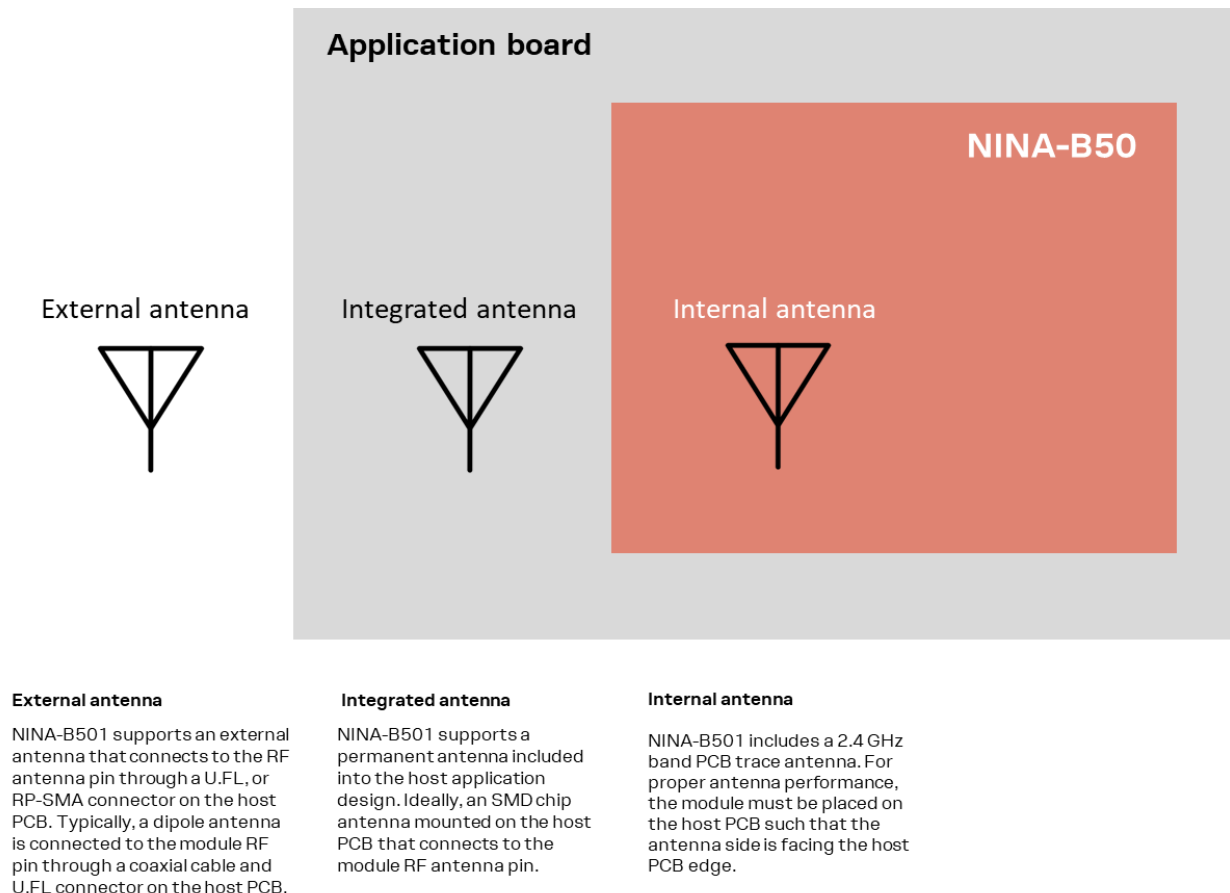 Application board
NINA-B50
External antenna
Integrated antenna
Internal antenna
External antenna
NINA-B501 supports an external
antenna that connects to the RF
antenna pin through a U.FL, or
RP-SMA connector on the host
PCB. Typically, a dipole antenna
is connected to the module RF
pin through a coaxial cable and
U.FL connector on the host PCB.
Integrated antenna
NINA-B501 supports a
permanent antenna included
into the host application
design. Ideally, an SMD chip
antenna mounted on the host
PCB that connects to the
module RF antenna pin.
Internal antenna
NINA-B501 includes a 2.4 GHz
band PCB trace antenna. For
proper antenna performance,
the module must be placed on
the host PCB such that the
antenna side is facing the host
PCB edge.